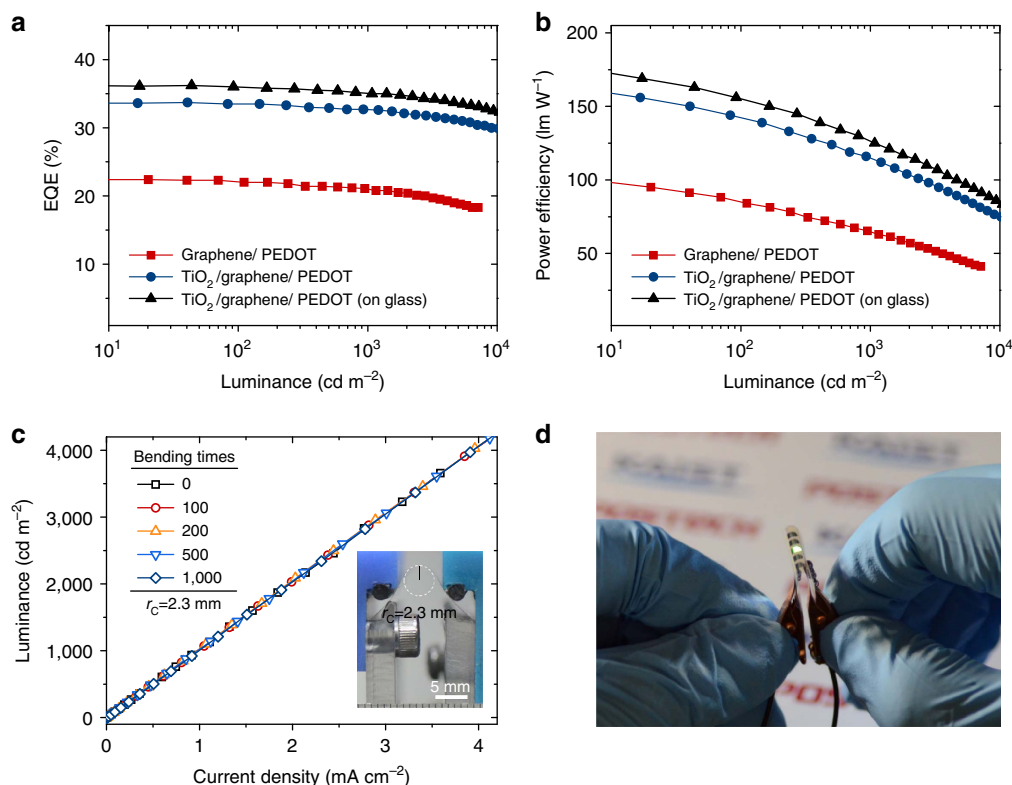 a
EQE (%)
40
30
20
10
Graphene/ PEDOT
TiO2/graphene/ PEDOT
TiO2/graphene/ PEDOT (on glass)
10^1
10^2
10^3
10^4
Luminance (cd m−2)
b
Power efficiency (lm W−1)
200
150
100
50
Graphene/ PEDOT
TiO2/graphene/ PEDOT
TiO2/graphene/ PEDOT (on glass)
10^1
10^2
10^3
10^4
Luminance (cd m−2)
c
Luminance (cd m−2)
4,000
3,000
2,000
1,000
0
Bending times
0
100
200
500
1,000
rC=2.3 mm
rC=2.3 mm
5 mm
0
1
2
3
4
Current density (mA cm−2)
d